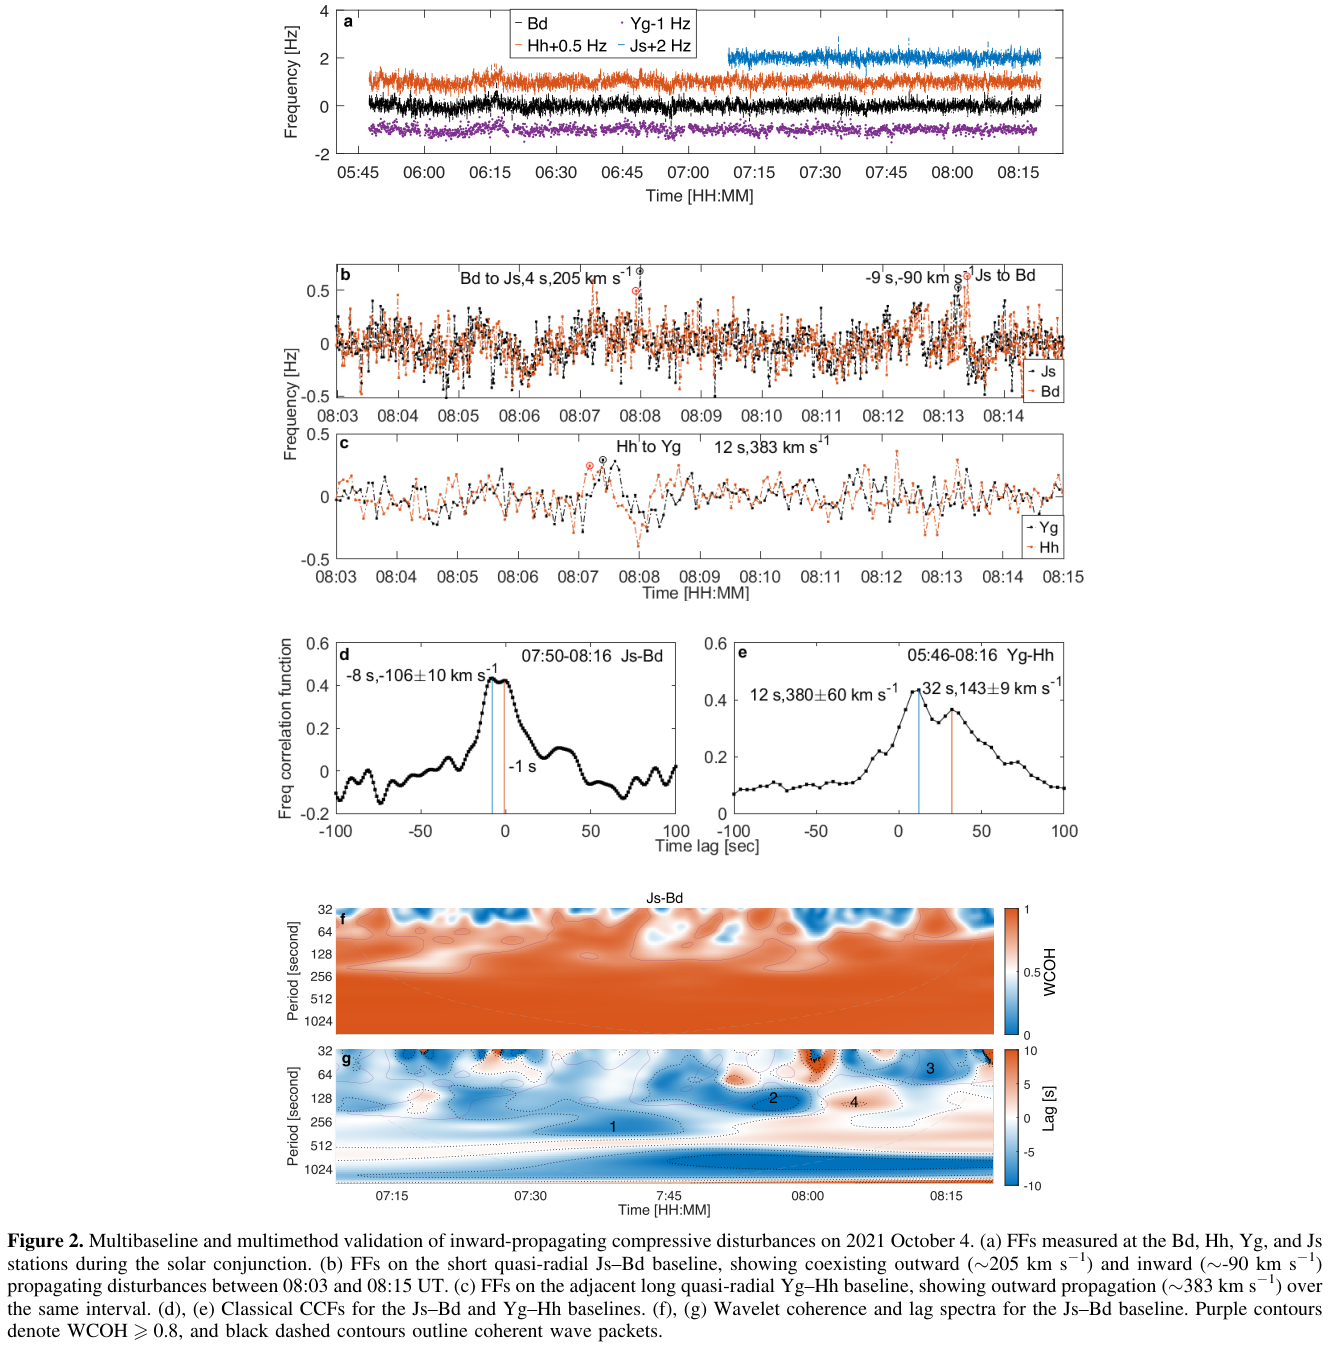 a
Bd
Yg-1 Hz
Hh+0.5 Hz
Js+2 Hz
Frequency [Hz]
4
2
0
-2
05:45 06:00 06:15 06:30 06:45 07:00 07:15 07:30 07:45 08:00 08:15
Time [HH:MM]
b
Bd to Js,4 s,205 km s⁻¹
-9 s,-90 km s⁻¹ Js to Bd
0.5
0
-0.5
Js
Bd
08:03 08:04 08:05 08:06 08:07 08:08 08:09 08:10 08:11 08:12 08:13 08:14
Frequency [Hz]
c
Hh to Yg 12 s,383 km s⁻¹
0.5
0
-0.5
Yg
Hh
08:03 08:04 08:05 08:06 08:07 08:08 08:09 08:10 08:11 08:12 08:13 08:14 08:15
Time [HH:MM]
d
07:50-08:16 Js-Bd
-8 s,-106±10 km s⁻¹
-1 s
Freq correlation function
0.6
0.4
0.2
0
-0.2
-100 -50 0 50 100
e
05:46-08:16 Yg-Hh
12 s,380±60 km s⁻¹
32 s,143±9 km s⁻¹
0.6
0.4
0.2
0
-100 -50 0 50 100
Time lag [sec]
Js-Bd
f
Period [second]
32
64
128
256
512
1024
1
0.5
0
WCOH
g
1
2
3
4
Period [second]
32
64
128
256
512
1024
10
5
0
-5
-10
Lag [s]
07:15 07:30 7:45 08:00 08:15
Time [HH:MM]
Figure 2. Multibaseline and multimethod validation of inward-propagating compressive disturbances on 2021 October 4. (a) FFs measured at the Bd, Hh, Yg, and Js
stations during the solar conjunction. (b) FFs on the short quasi-radial Js–Bd baseline, showing coexisting outward (∼205 km s⁻¹) and inward (∼-90 km s⁻¹)
propagating disturbances between 08:03 and 08:15 UT. (c) FFs on the adjacent long quasi-radial Yg–Hh baseline, showing outward propagation (∼383 km s⁻¹) over
the same interval. (d), (e) Classical CCFs for the Js–Bd and Yg–Hh baselines. (f), (g) Wavelet coherence and lag spectra for the Js–Bd baseline. Purple contours
denote WCOH ⩾ 0.8, and black dashed contours outline coherent wave packets.